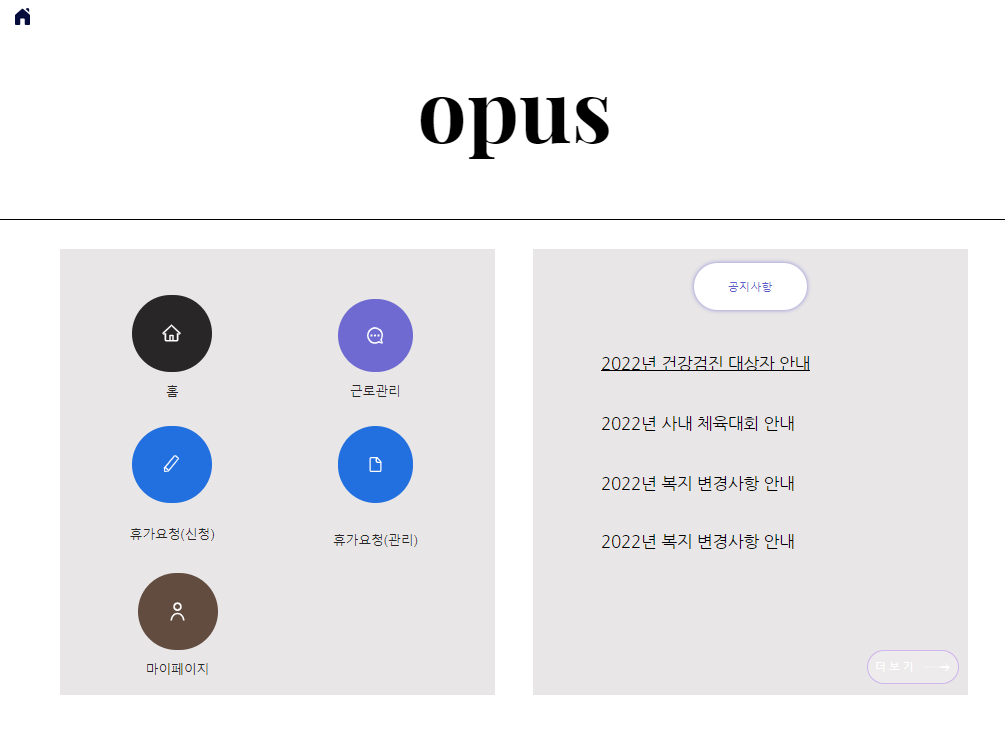 opus
홈
근로관리
휴가요청(신청)
휴가요청(관리)
마이페이지
공지사항
2022년 건강검진 대상자 안내
2022년 사내 체육대회 안내
2022년 복지 변경사항 안내
2022년 복지 변경사항 안내
더보기